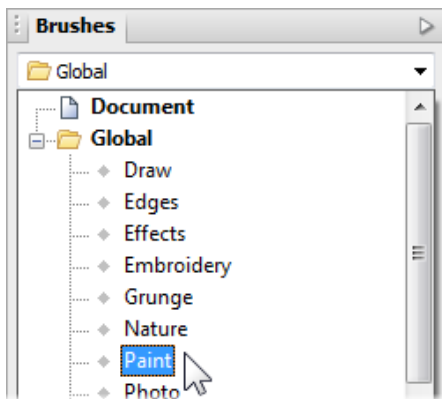 Brushes
Global
Document
Global
Draw
Edges
Effects
Embroidery
Grunge
Nature
Paint
Photo